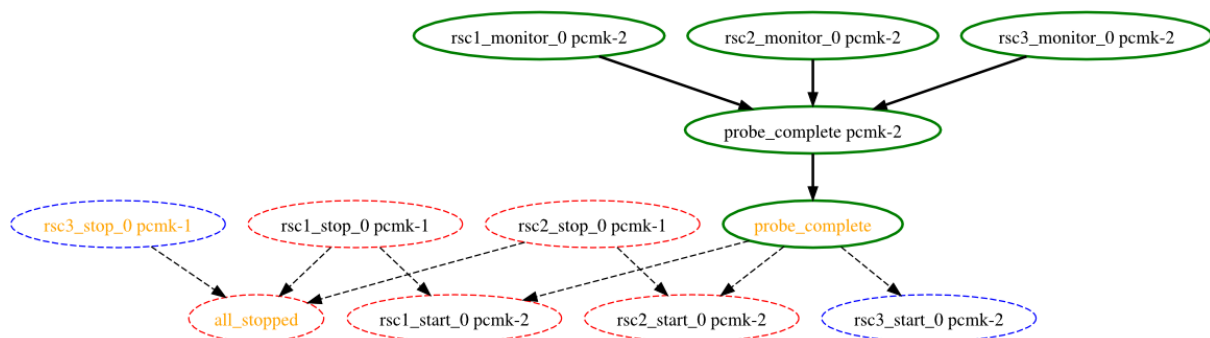 rsc1_monitor_0 pcmk-2
rsc2_monitor_0 pcmk-2
rsc3_monitor_0 pcmk-2
probe_complete pcmk-2
rsc3_stop_0 pcmk-1
rsc1_stop_0 pcmk-1
rsc2_stop_0 pcmk-1
probe_complete
all_stopped
rsc1_start_0 pcmk-2
rsc2_start_0 pcmk-2
rsc3_start_0 pcmk-2